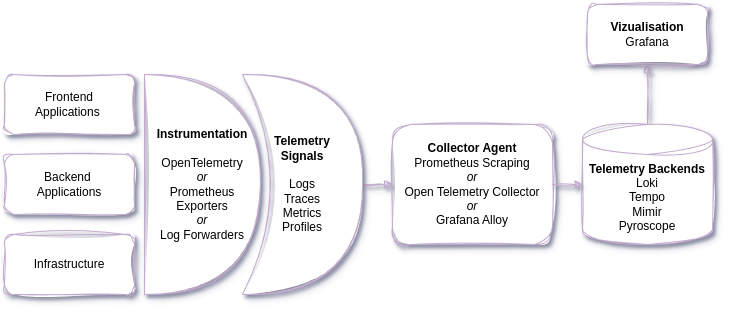 Frontend
Applications
Backend
Applications
Infrastructure
Instrumentation
OpenTelemetry
or
Prometheus
Exporters
or
Log Forwarders
Telemetry
Signals
Logs
Traces
Metrics
Profiles
Collector Agent
Prometheus Scraping
or
Open Telemetry Collector
or
Grafana Alloy
Telemetry Backends
Loki
Tempo
Mimir
Pyroscope
Vizualisation
Grafana